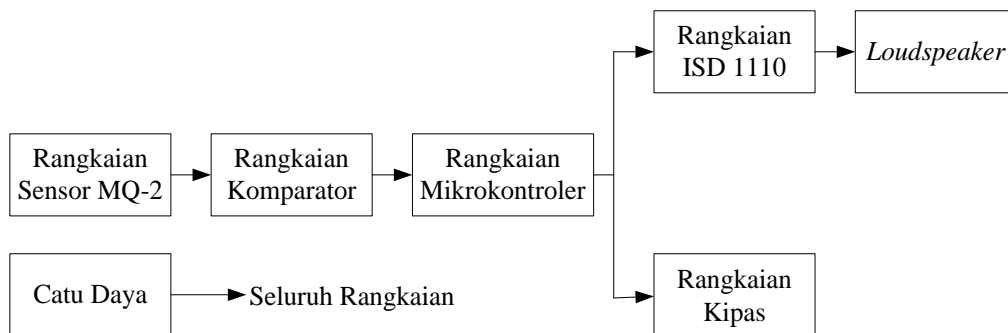 Rangkaian
ISD 1110
Loudspeaker
Rangkaian
Sensor MQ-2
Rangkaian
Komparator
Rangkaian
Mikrokontroler
Catu Daya
Seluruh Rangkaian
Rangkaian
Kipas